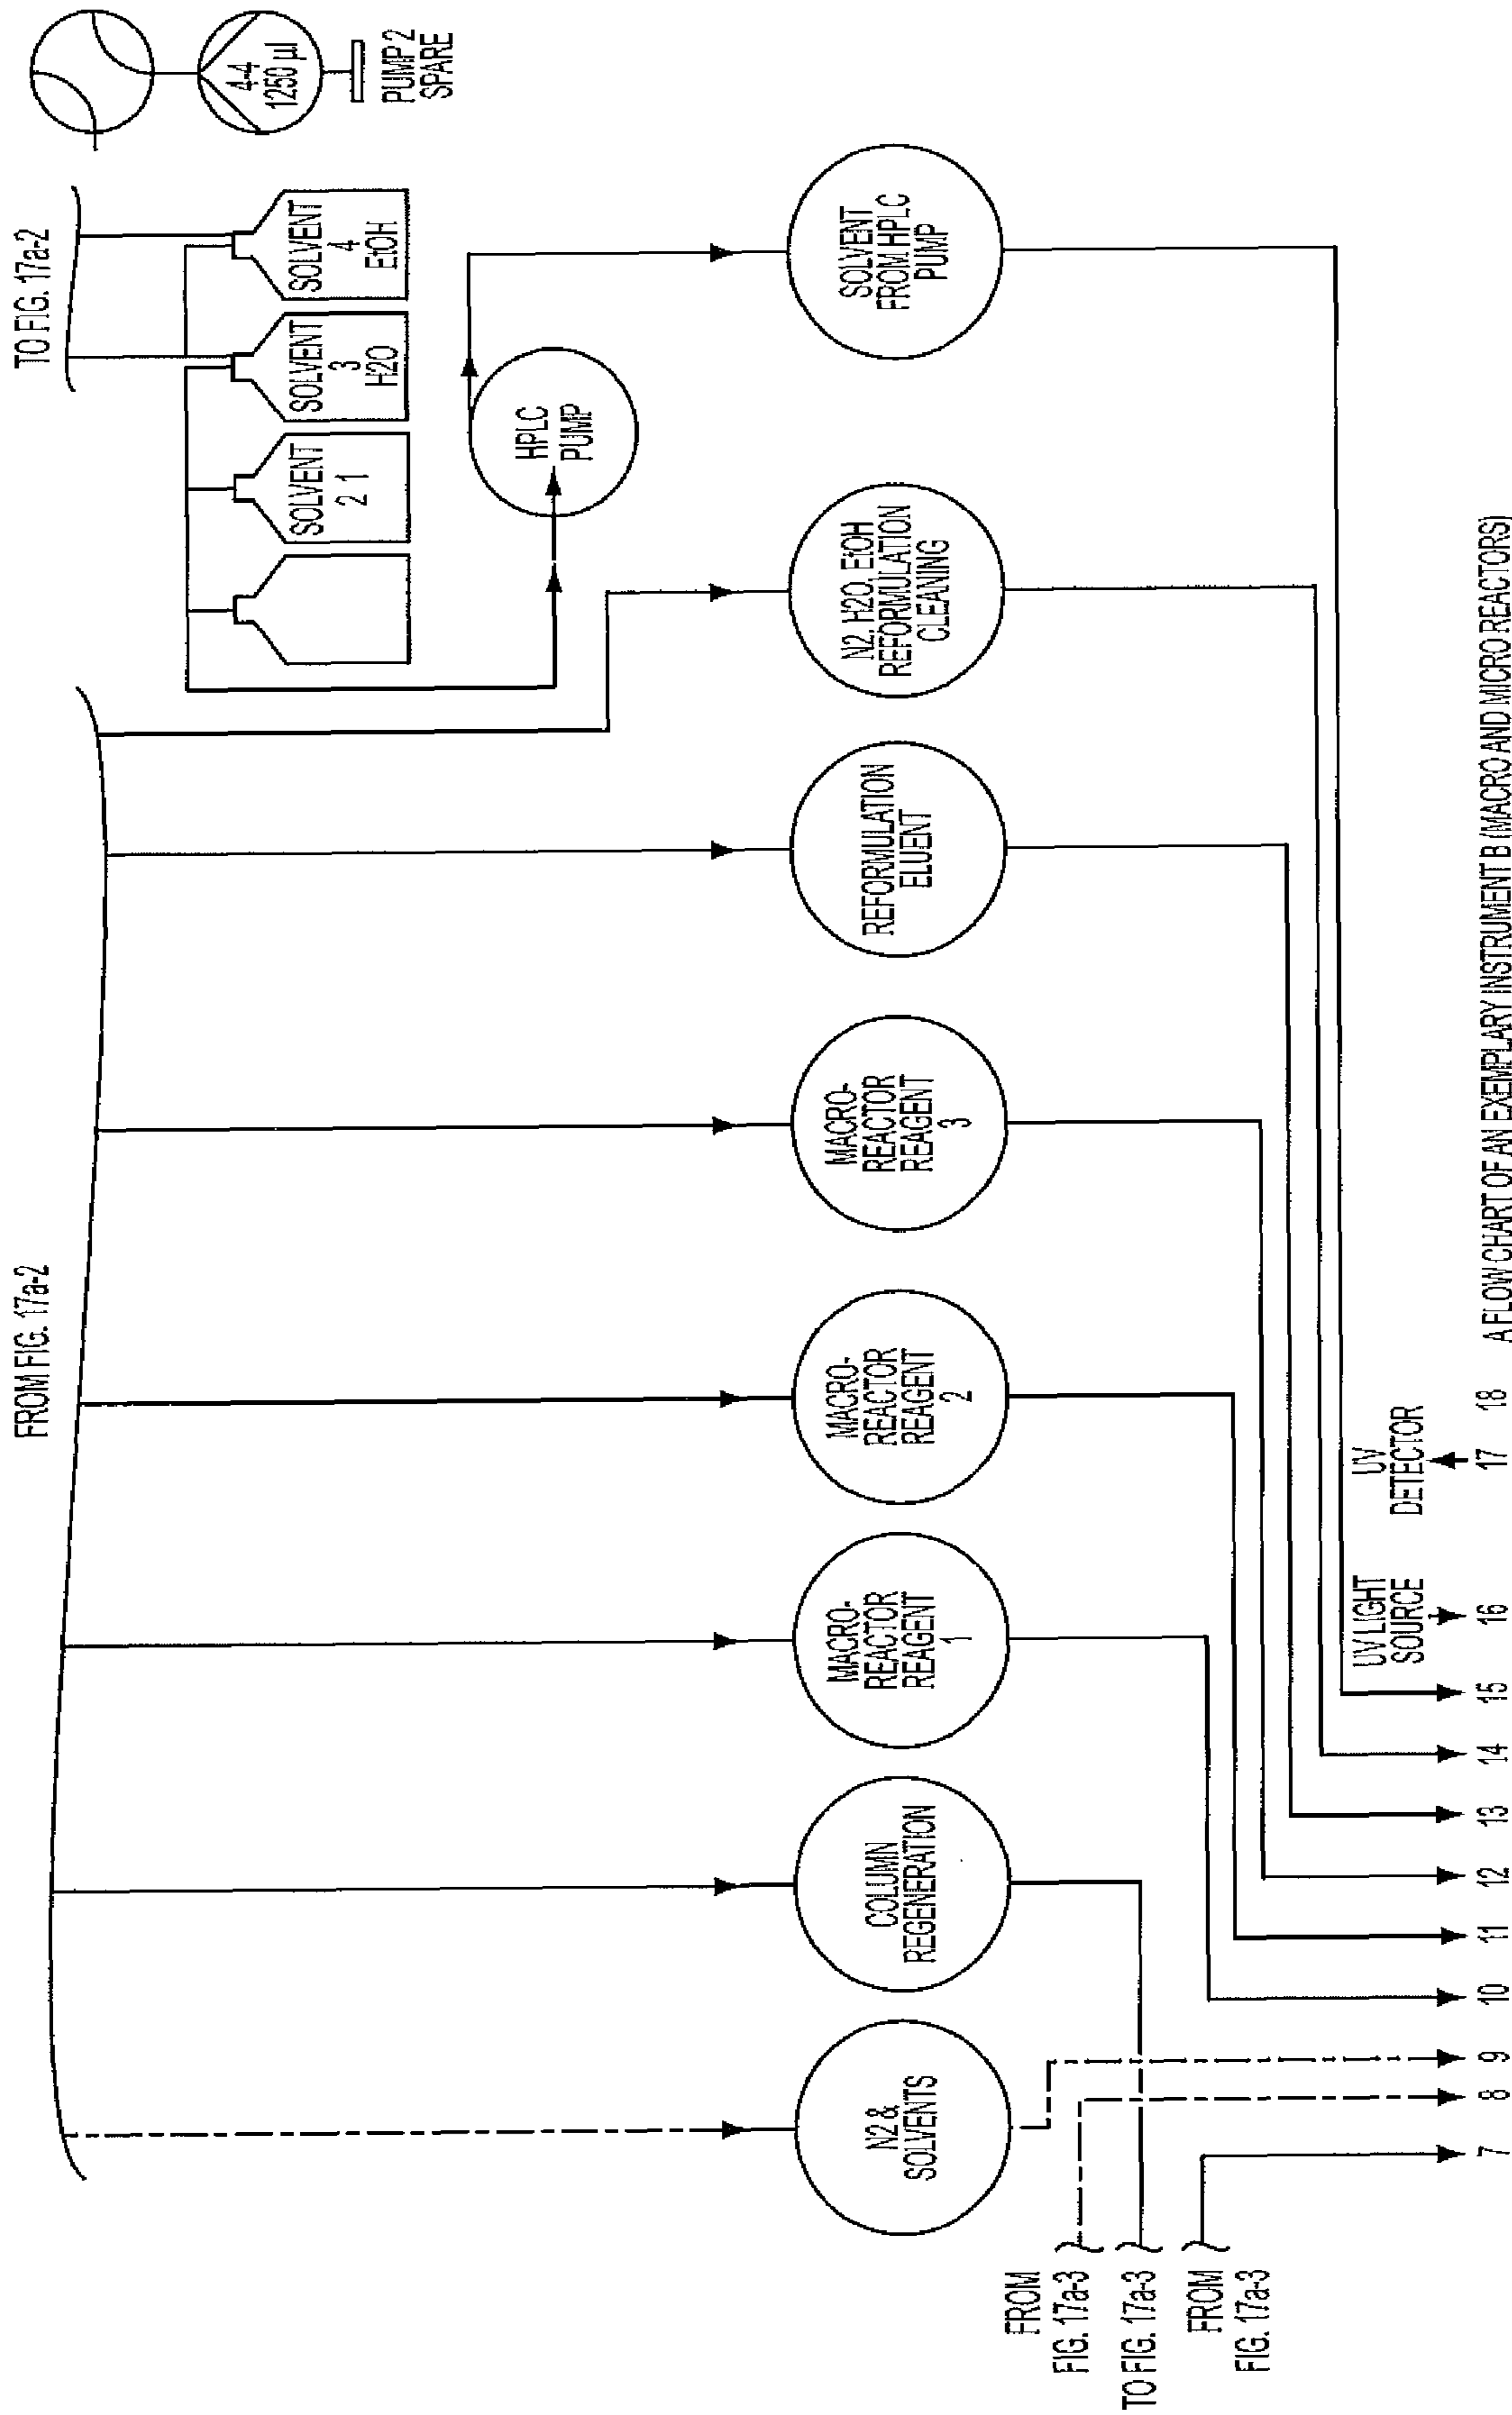 FROM FIG. 17a-2
TO FIG. 17a-2
4-4
1250 µl
PUMP 2
SPARE
SOLVENT
2 1
SOLVENT
3
H2O
SOLVENT
4
EtOH
HPLC
PUMP
N2 &
SOLVENTS
COLUMN
REGENERATION
MACRO-
REACTOR
REAGENT
1
MACRO-
REACTOR
REAGENT
2
MACRO-
REACTOR
REAGENT
3
REFORMULATION
ELUENT
N2, H2O, EtOH
REFORMULATION
CLEANING
SOLVENT
FROM HPLC
PUMP
FROM
FIG. 17a-3
TO FIG. 17a-3
FROM
FIG. 17a-3
UV LIGHT
SOURCE
UV
DETECTOR
7 8 9 10 11 12 13 14 15 16 17 18
A FLOW CHART OF AN EXEMPLARY INSTRUMENT B (MACRO AND MICRO REACTORS)